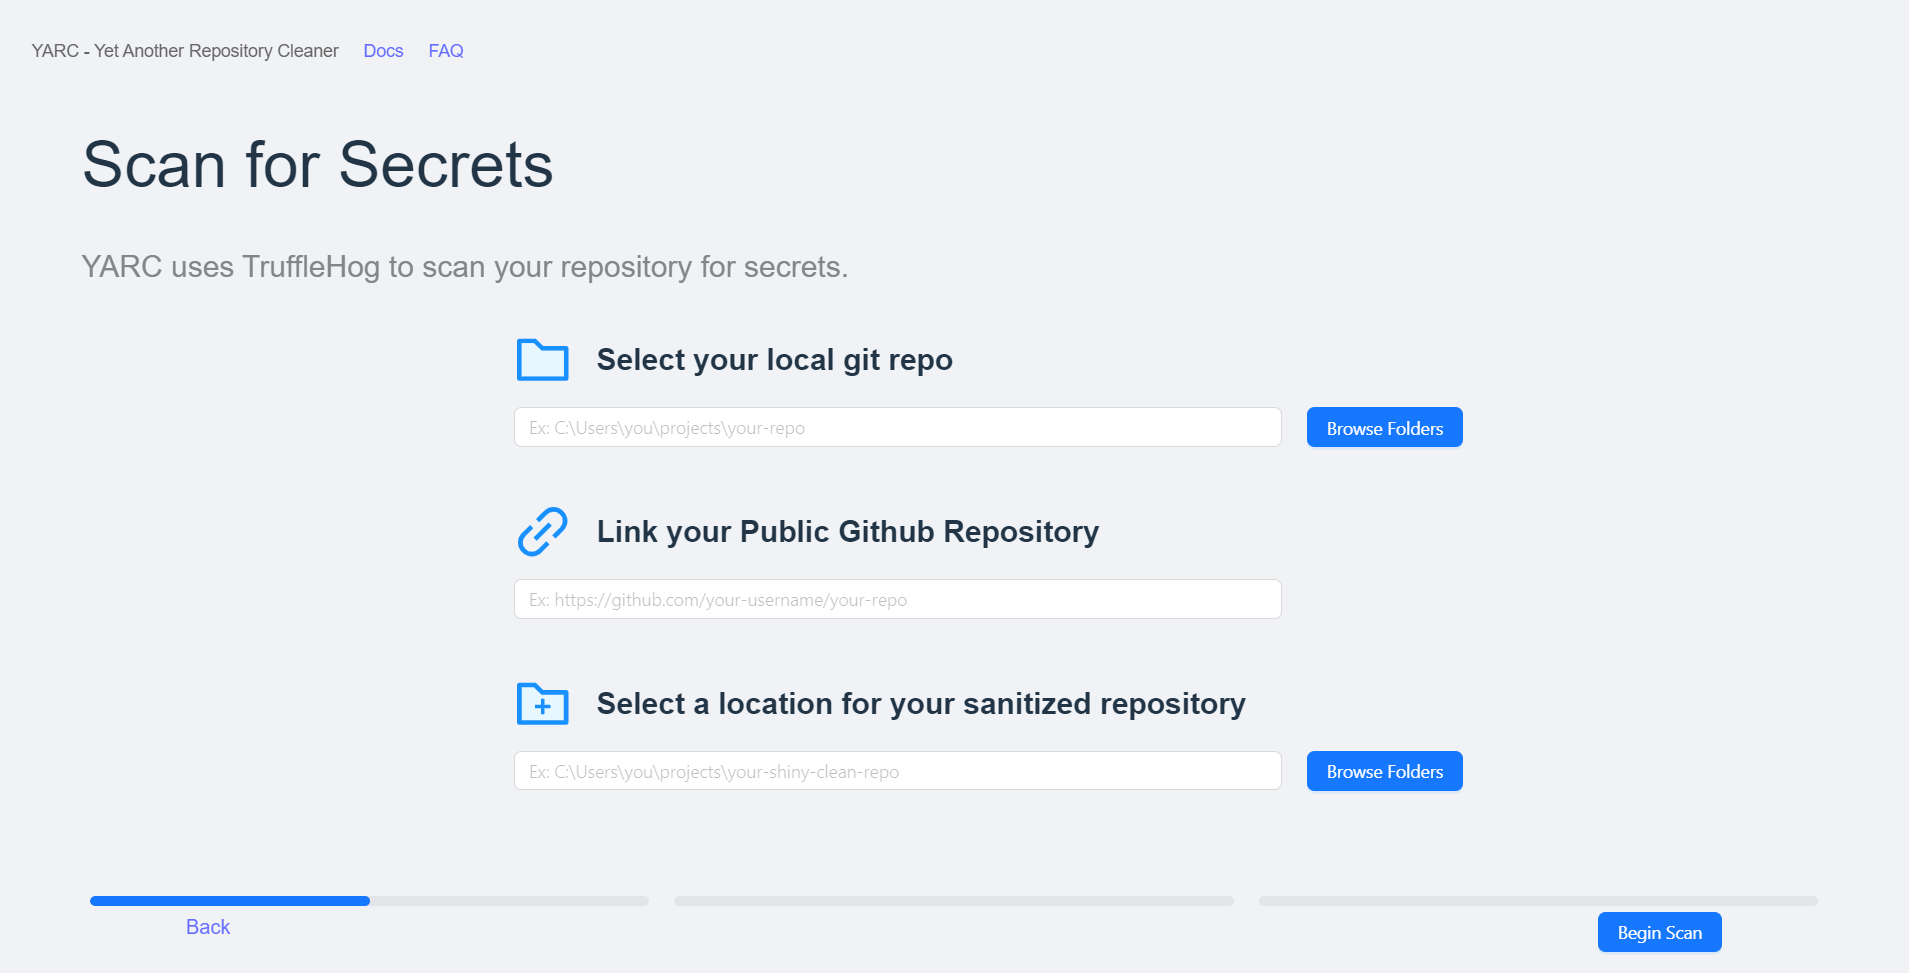 YARC - Yet Another Repository Cleaner Docs FAQ
Scan for Secrets
YARC uses TruffleHog to scan your repository for secrets.
Select your local git repo
Ex: C:\Users\you\projects\your-repo Browse Folders
Link your Public Github Repository
Ex: https://github.com/your-username/your-repo
Select a location for your sanitized repository
Ex: C:\Users\you\projects\your-shiny-clean-repo Browse Folders
Back Begin Scan